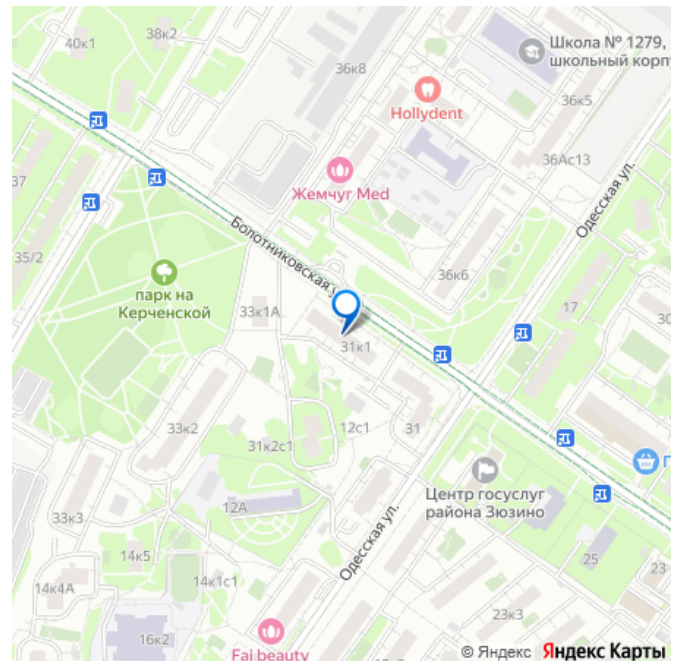 40к1
38к2
Школа № 1279,
школьный корпу
36к8
Hollydent
36к5
36Ас13
37
Жемчуг Med
Одесская ул.
Болотниковская у
35/2
парк на
Керченской
36к6
33к1А
17
30
31к1
33к2
12с1
31
31к2с1
П
Центр госуслуг
района Зюзино
12А
33к3
Одесская ул.
14к5
25
23
14к4А
14к1с1
23к3
16к2
Fai beauty
© Яндекс Яндекс Карты